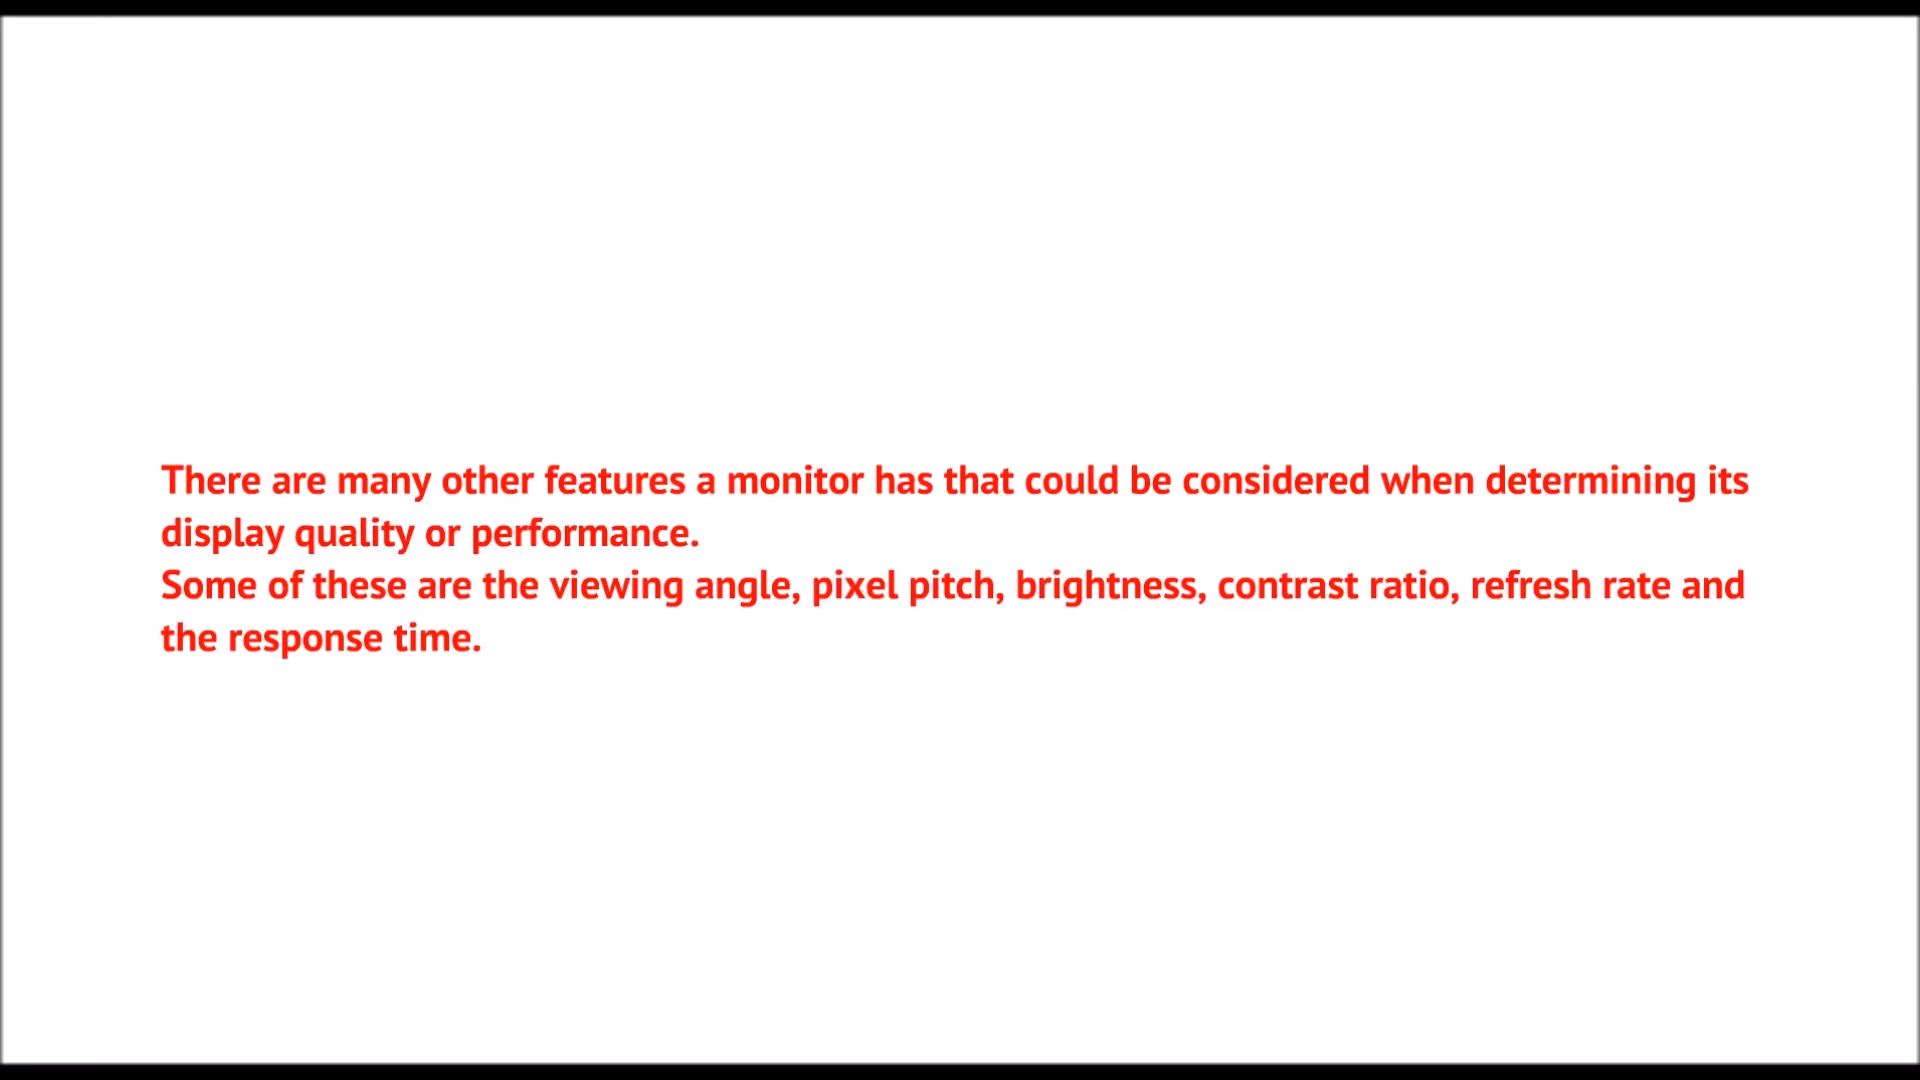 There are many other features a monitor has that could be considered when determining its
display quality or performance.
Some of these are the viewing angle, pixel pitch, brightness, contrast ratio, refresh rate and
the response time.